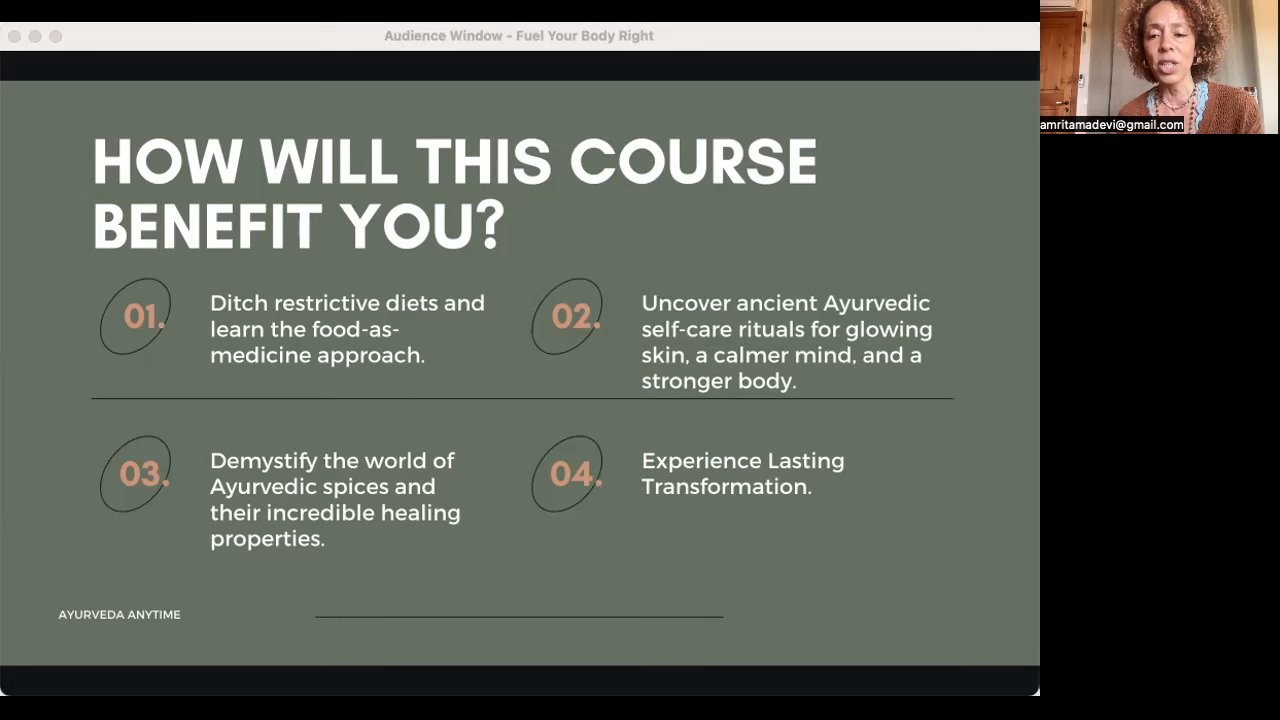 Audience Window - Fuel Your Body Right
amritamadevi@gmail.com
HOW WILL THIS COURSE
BENEFIT YOU?
01.
Ditch restrictive diets and
learn the food-as-
medicine approach.
02.
Uncover ancient Ayurvedic
self-care rituals for glowing
skin, a calmer mind, and a
stronger body.
03.
Demystify the world of
Ayurvedic spices and
their incredible healing
properties.
04.
Experience Lasting
Transformation.
AYURVEDA ANYTIME